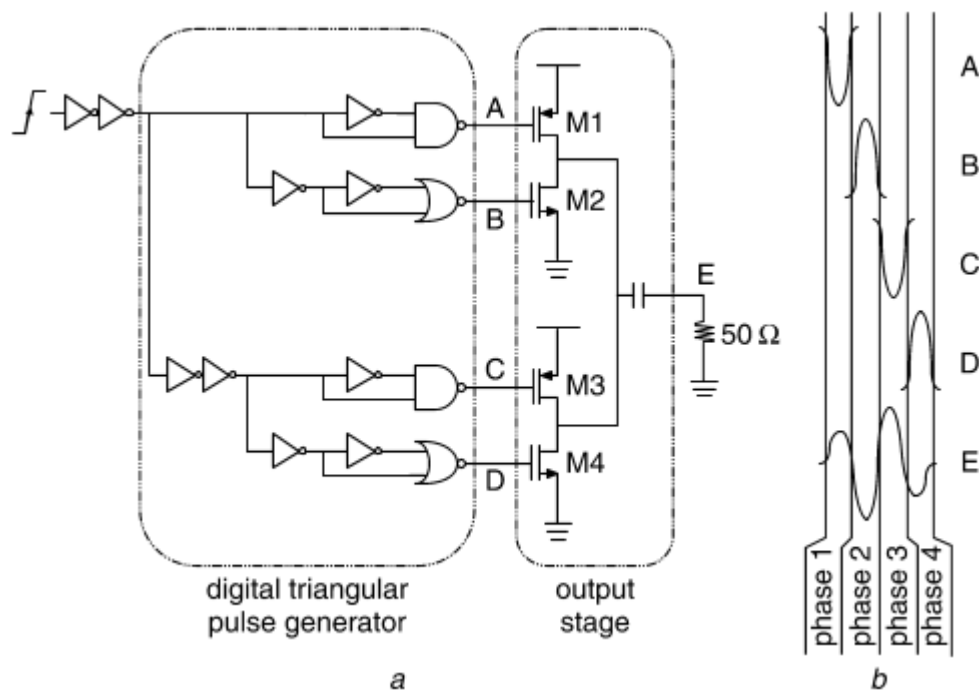 A
M1
B
M2
C
M3
D
M4
E
50 Ω
digital triangular
pulse generator
output
stage
a
A
B
C
D
E
phase 1
phase 2
phase 3
phase 4
b